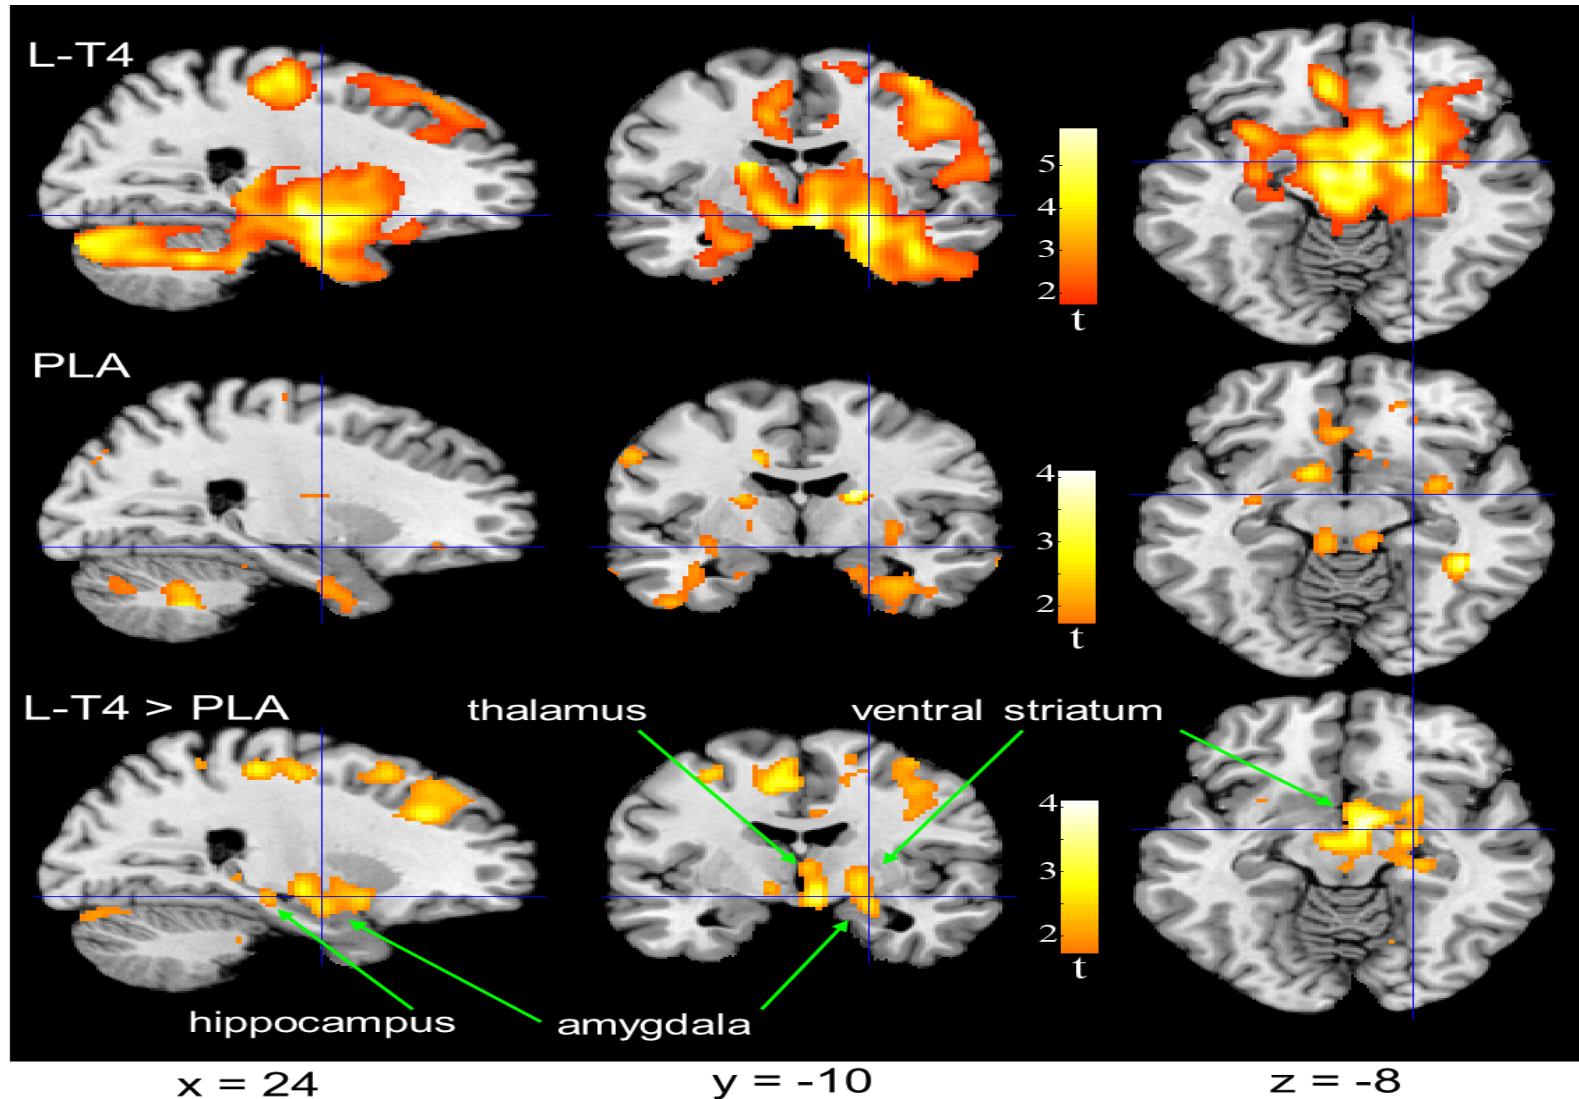 L-T4
5
4
3
2
t
PLA
4
3
2
t
L-T4 > PLA
thalamus
ventral striatum
4
3
2
t
hippocampus
amygdala
x = 24
y = -10
z = -8